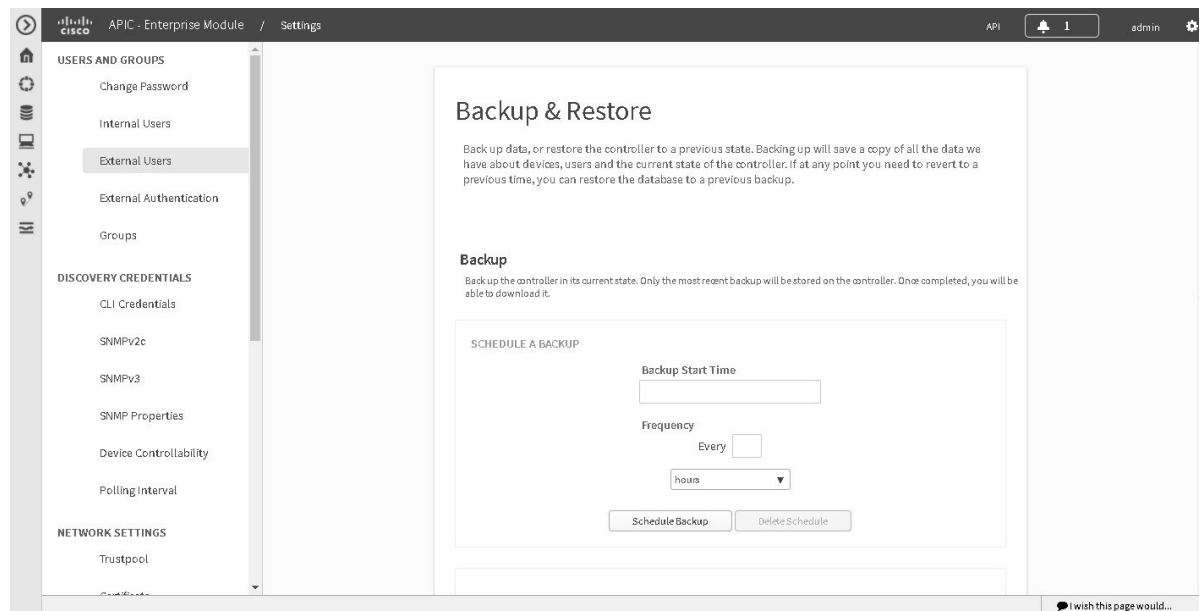 CISCO APIC - Enterprise Module / Settings API 1 admin
USERS AND GROUPS
Change Password
Internal Users
External Users
External Authentication
Groups
DISCOVERY CREDENTIALS
CLI Credentials
SNMPv2c
SNMPv3
SNMP Properties
Device Controllability
Polling Interval
NETWORK SETTINGS
Trustpool
Certificate
Backup & Restore
Back up data, or restore the controller to a previous state. Backing up will save a copy of all the data we
have about devices, users and the current state of the controller. If at any point you need to revert to a
previous time, you can restore the database to a previous backup.
Backup
Back up the controller in its current state. Only the most recent backup will be stored on the controller. Once completed, you will be
able to download it.
SCHEDULE A BACKUP
Backup Start Time
Frequency
Every
hours
Schedule Backup Delete Schedule
I wish this page would...